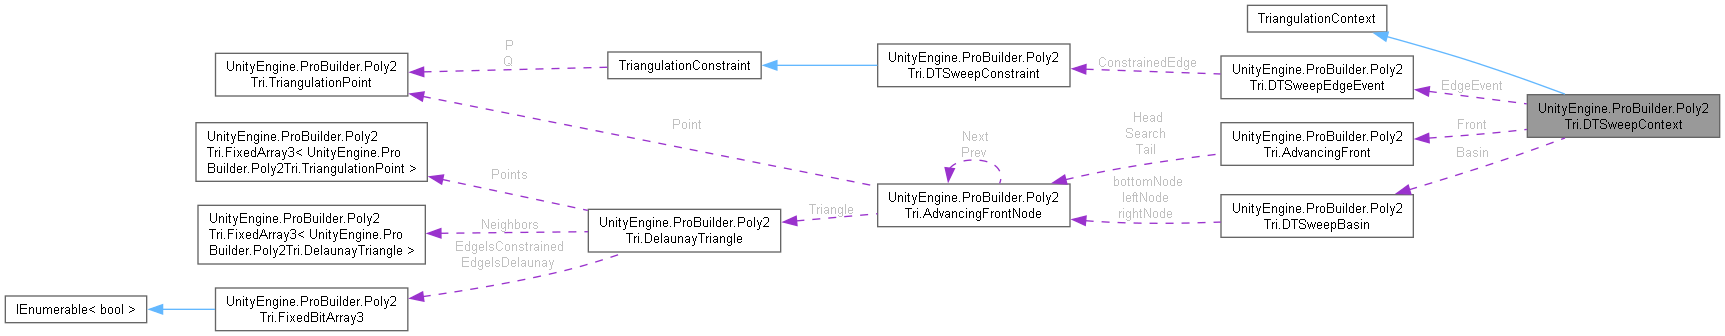 TriangulationContext
UnityEngine.ProBuilder.Poly2
Tri.TriangulationPoint
P
Q
TriangulationConstraint
UnityEngine.ProBuilder.Poly2
Tri.DTSweepConstraint
ConstrainedEdge
UnityEngine.ProBuilder.Poly2
Tri.DTSweepEdgeEvent
EdgeEvent
UnityEngine.ProBuilder.Poly2
Tri.DTSweepContext
UnityEngine.ProBuilder.Poly2
Tri.FixedArray3< UnityEngine.Pro
Builder.Poly2Tri.TriangulationPoint >
Point
Next
Prev
Head
Search
Tail
UnityEngine.ProBuilder.Poly2
Tri.AdvancingFront
Front
Basin
Points
UnityEngine.ProBuilder.Poly2
Tri.AdvancingFrontNode
bottomNode
leftNode
rightNode
UnityEngine.ProBuilder.Poly2
Tri.DTSweepBasin
UnityEngine.ProBuilder.Poly2
Tri.FixedArray3< UnityEngine.Pro
Builder.Poly2Tri.DelaunayTriangle >
Neighbors
EdgeIsConstrained
EdgeIsDelaunay
UnityEngine.ProBuilder.Poly2
Tri.DelaunayTriangle
Triangle
IEnumerable< bool >
UnityEngine.ProBuilder.Poly2
Tri.FixedBitArray3